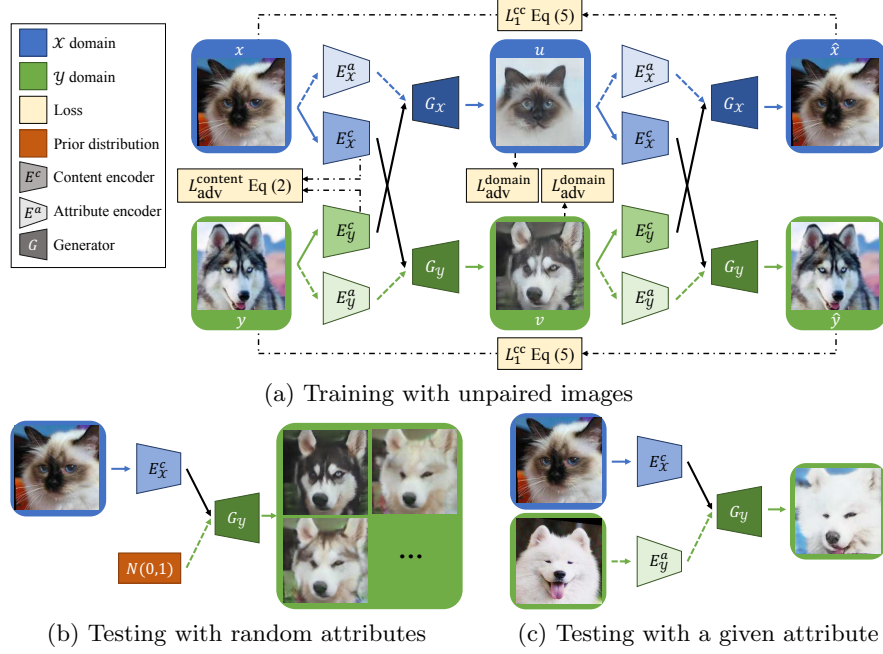 𝒳 domain
𝒴 domain
Loss
Prior distribution
E^c Content encoder
E^a Attribute encoder
G Generator
L_1^cc Eq (5)
x
u
x̂
E_𝒳^a
G_𝒳
E_𝒳^a
G_𝒳
E_𝒳^c
E_𝒳^c
L_adv^content Eq (2)
L_adv^domain
L_adv^domain
E_𝒴^c
E_𝒴^c
G_𝒴
G_𝒴
E_𝒴^a
E_𝒴^a
y
v
ŷ
L_1^cc Eq (5)
(a) Training with unpaired images
E_𝒳^c
G_𝒴
N(0,1)
...
(b) Testing with random attributes
E_𝒳^c
G_𝒴
E_𝒴^a
(c) Testing with a given attribute